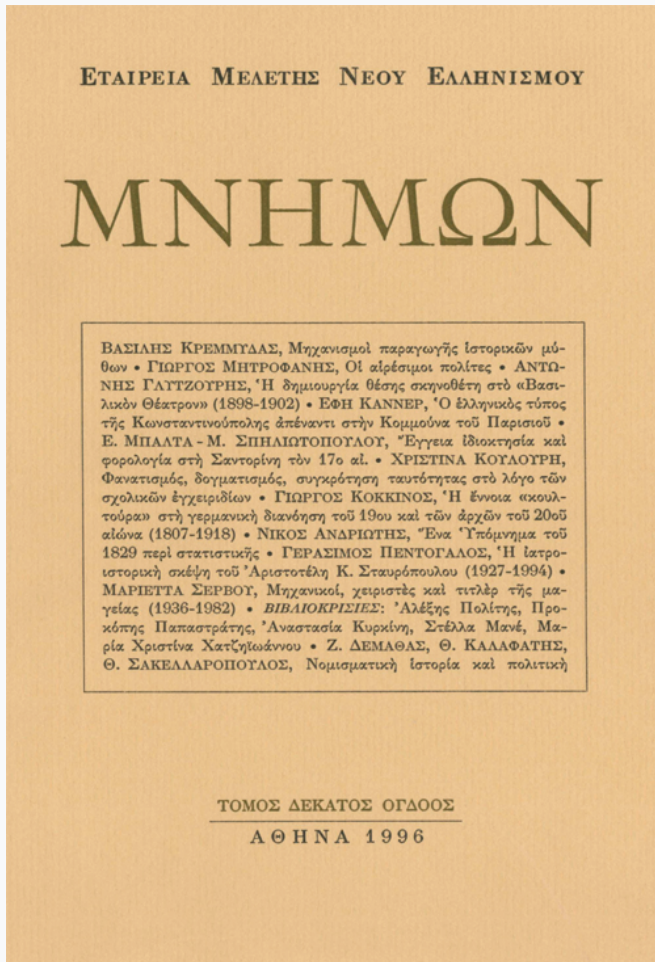 ΕΤΑΙΡΕΙΑ ΜΕΛΕΤΗΣ ΝΕΟΥ ΕΛΛΗΝΙΣΜΟΥ
ΜΝΗΜΩΝ
ΒΑΣΙΛΗΣ ΚΡΕΜΜΥΔΑΣ, Μηχανισμοὶ παραγωγῆς ἱστορικῶν μύ-
θων • ΓΙΩΡΓΟΣ ΜΗΤΡΟΦΑΝΗΣ, Οἱ αἱρέσιμοι πολίτες • ΑΝΤΩ-
ΝΗΣ ΓΛΥΤΖΟΥΡΗΣ, Ἡ δημιουργία θέσης σκηνοθέτη στὸ «Βασι-
λικὸν Θέατρον» (1898-1902) • ΕΦΗ ΚΑΝΝΕΡ, Ὁ ἑλληνικὸς τύπος
τῆς Κωνσταντινούπολης ἀπέναντι στὴν Κομμούνα τοῦ Παρισιοῦ •
Ε. ΜΠΑΛΤΑ - Μ. ΣΠΗΛΙΩΤΟΠΟΥΛΟΥ, Ἔγγεια ἰδιοκτησία καὶ
φορολογία στὴ Σαντορίνη τὸν 17ο αἰ. • ΧΡΙΣΤΙΝΑ ΚΟΥΛΟΥΡΗ,
Φανατισμός, δογματισμός, συγκρότηση ταυτότητας στὸ λόγο τῶν
σχολικῶν ἐγχειριδίων • ΓΙΩΡΓΟΣ ΚΟΚΚΙΝΟΣ, Ἡ ἔννοια «κουλ-
τούρα» στὴ γερμανικὴ διανόηση τοῦ 19ου καὶ τῶν ἀρχῶν τοῦ 20οῦ
αἰώνα (1807-1918) • ΝΙΚΟΣ ΑΝΔΡΙΩΤΗΣ, Ἕνα Ὑπόμνημα τοῦ
1829 περὶ στατιστικῆς • ΓΕΡΑΣΙΜΟΣ ΠΕΝΤΟΓΑΛΟΣ, Ἡ ἰατρο-
ιστορικὴ σκέψη τοῦ Ἀριστοτέλη Κ. Σταυρόπουλου (1927-1994) •
ΜΑΡΙΕΤΤΑ ΣΕΡΒΟΥ, Μηχανικοί, χειριστὲς καὶ τιτλὲρ τῆς μα-
γείας (1936-1982) • ΒΙΒΛΙΟΚΡΙΣΙΕΣ: Ἀλέξης Πολίτης, Προ-
κόπης Παπαστράτης, Ἀναστασία Κυρκίνη, Στέλλα Μανέ, Μα-
ρία Χριστίνα Χατζηϊωάννου • Ζ. ΔΕΜΑΘΑΣ, Θ. ΚΑΛΑΦΑΤΗΣ,
Θ. ΣΑΚΕΛΛΑΡΟΠΟΥΛΟΣ, Νομισματικὴ ἱστορία καὶ πολιτικὴ
ΤΟΜΟΣ ΔΕΚΑΤΟΣ ΟΓΔΟΟΣ
ΑΘΗΝΑ 1996